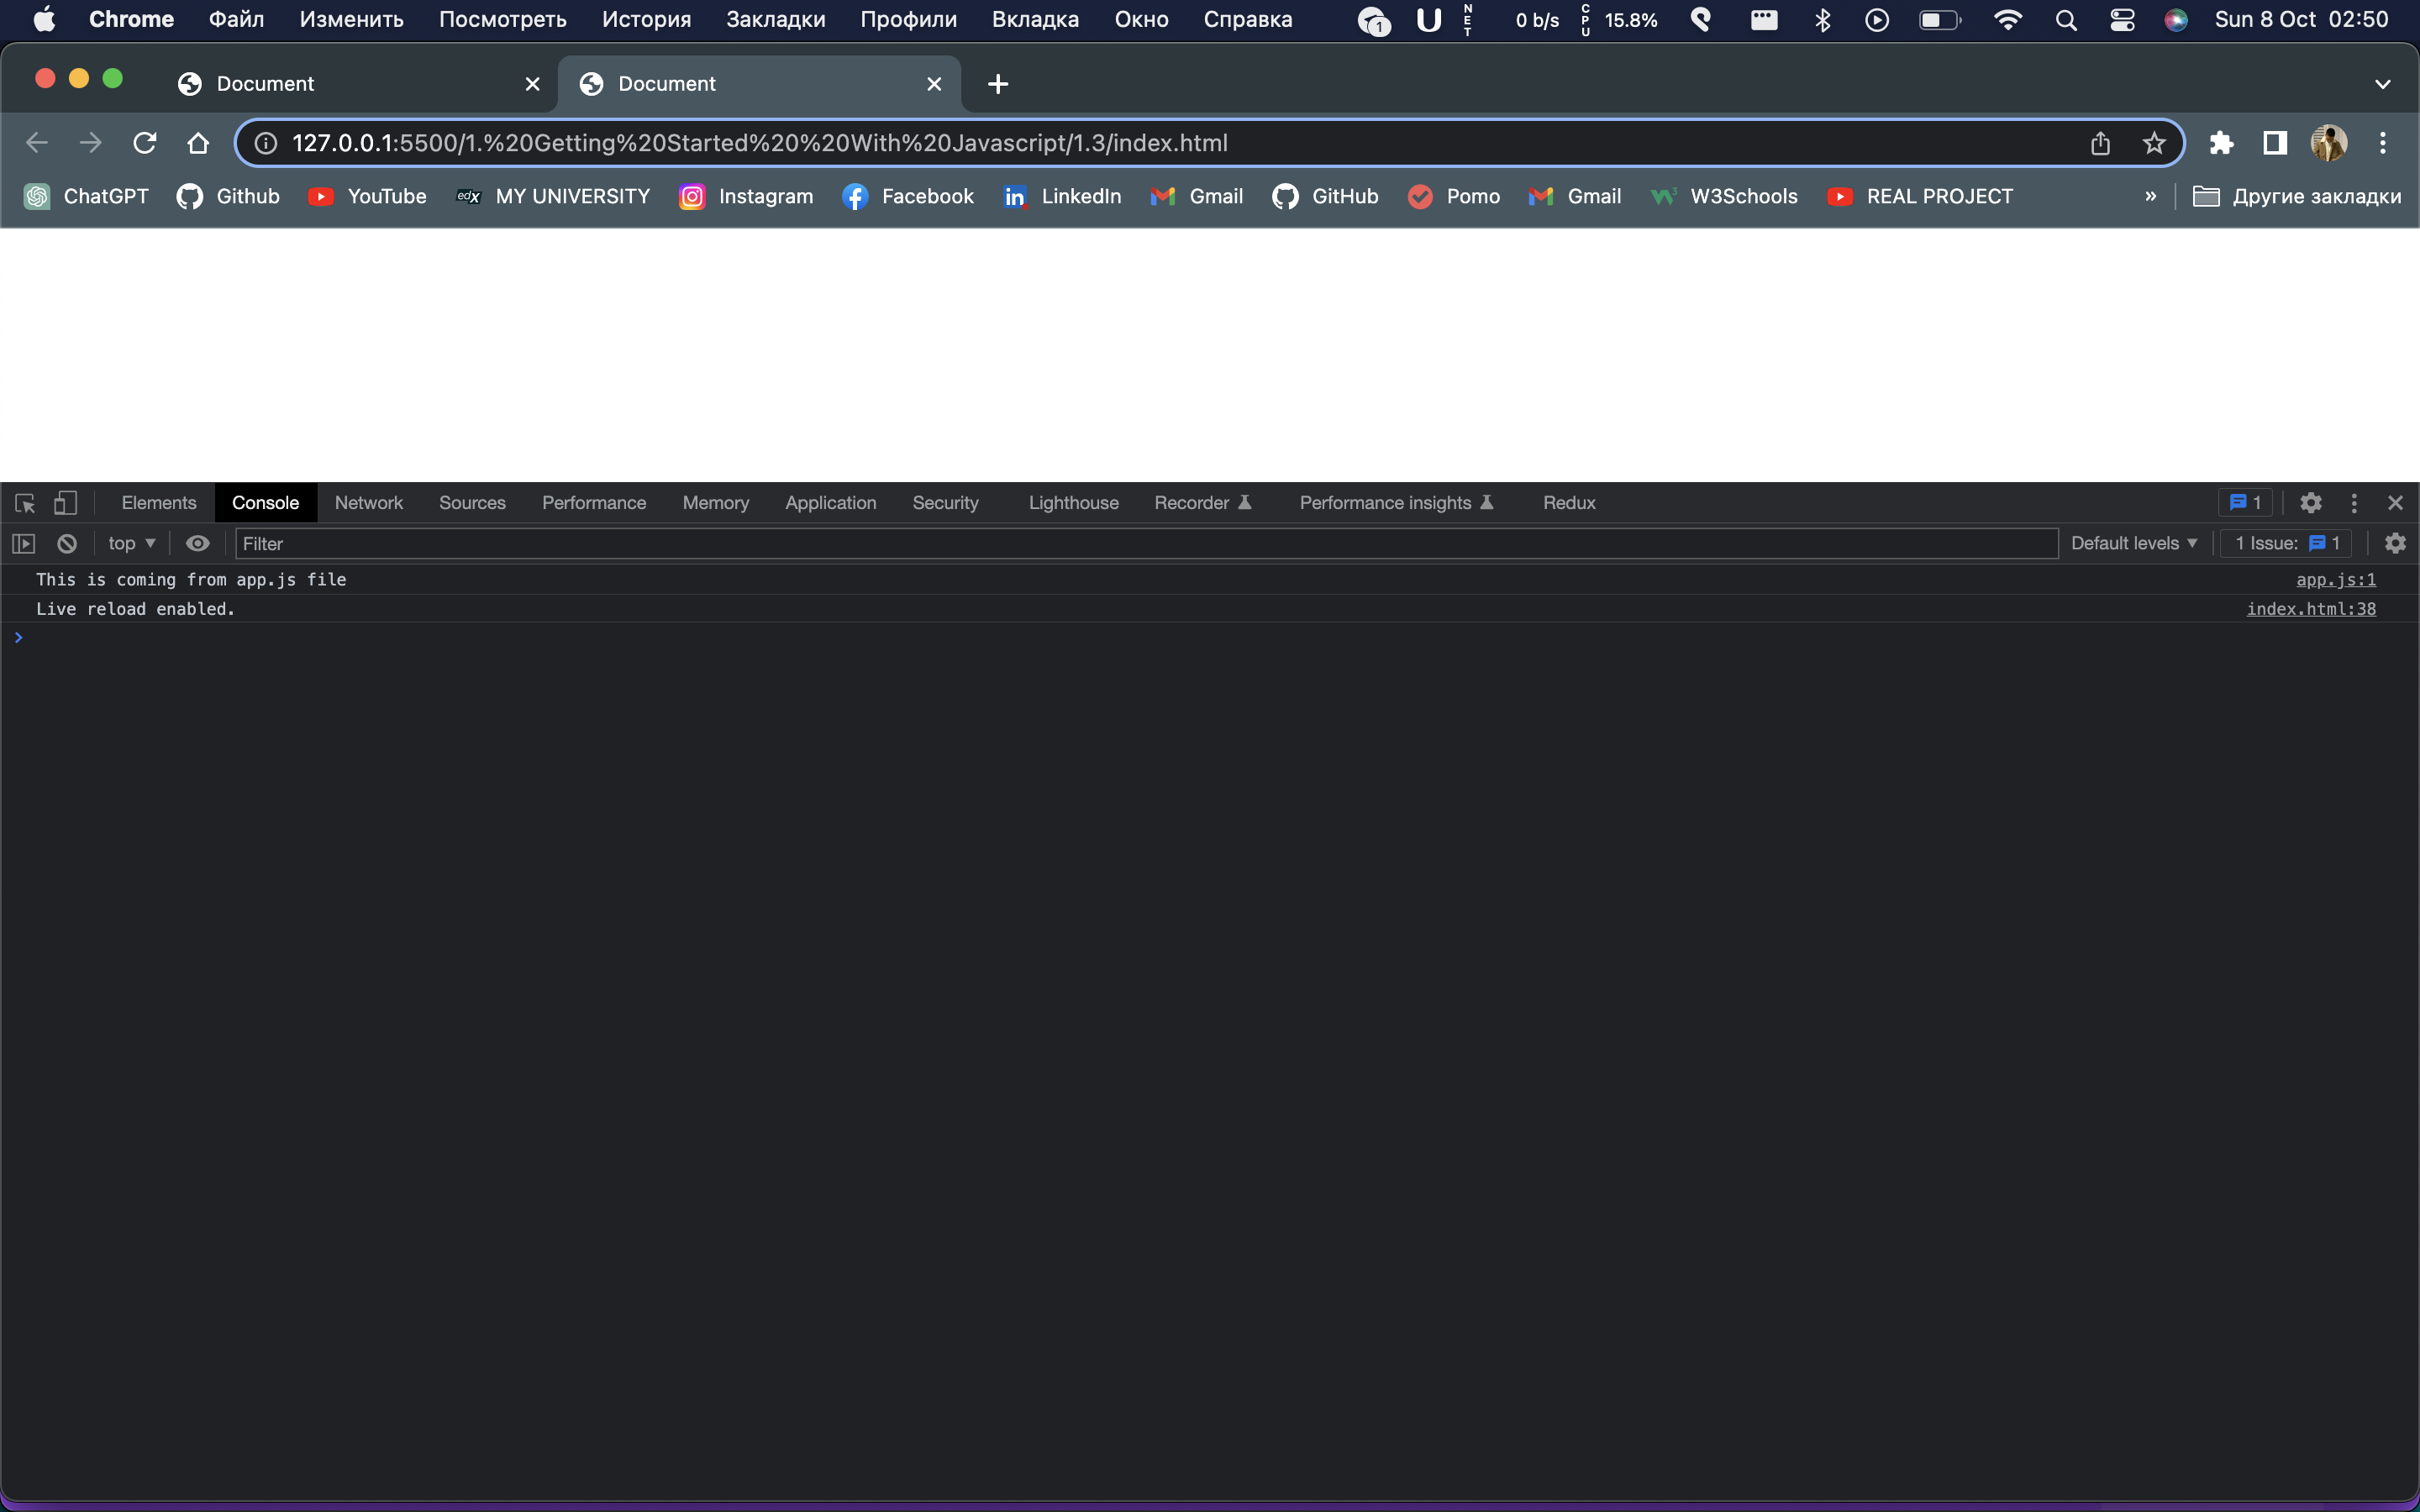 Chrome Файл Изменить Посмотреть История Закладки Профили Вкладка Окно Справка 1 U NET 0 b/s CPU 15.8% Sun 8 Oct 02:50
Document Document
127.0.0.1:5500/1.%20Getting%20Started%20%20With%20Javascript/1.3/index.html
ChatGPT Github YouTube edX MY UNIVERSITY Instagram Facebook in LinkedIn Gmail GitHub Pomo Gmail W3Schools REAL PROJECT » Другие закладки
Elements Console Network Sources Performance Memory Application Security Lighthouse Recorder Performance insights Redux 1
top Filter Default levels 1 Issue: 1
This is coming from app.js file app.js:1
Live reload enabled. index.html:38